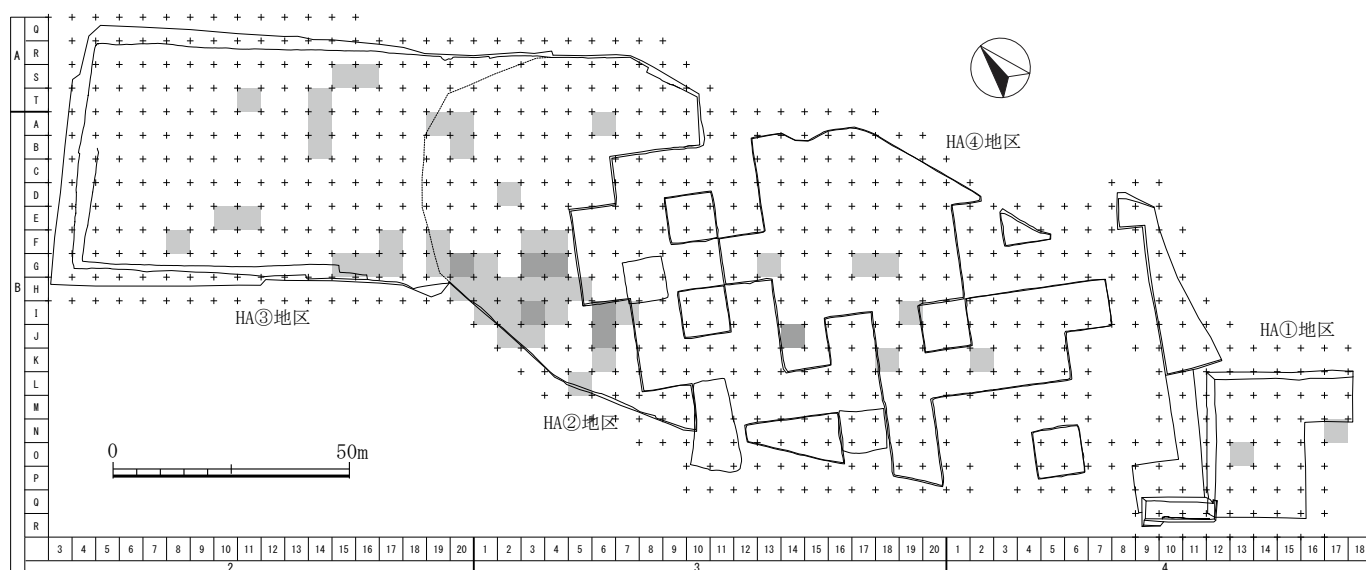 A
Q
R
S
T
B
A
B
C
D
E
F
G
H
I
J
K
L
M
N
O
P
Q
R
HA④地区
HA③地区
HA①地区
HA②地区
0 50m
3 4 5 6 7 8 9 10 11 12 13 14 15 16 17 18 19 20 1 2 3 4 5 6 7 8 9 10 11 12 13 14 15 16 17 18 19 20 1 2 3 4 5 6 7 8 9 10 11 12 13 14 15 16 17 18
2 3 4